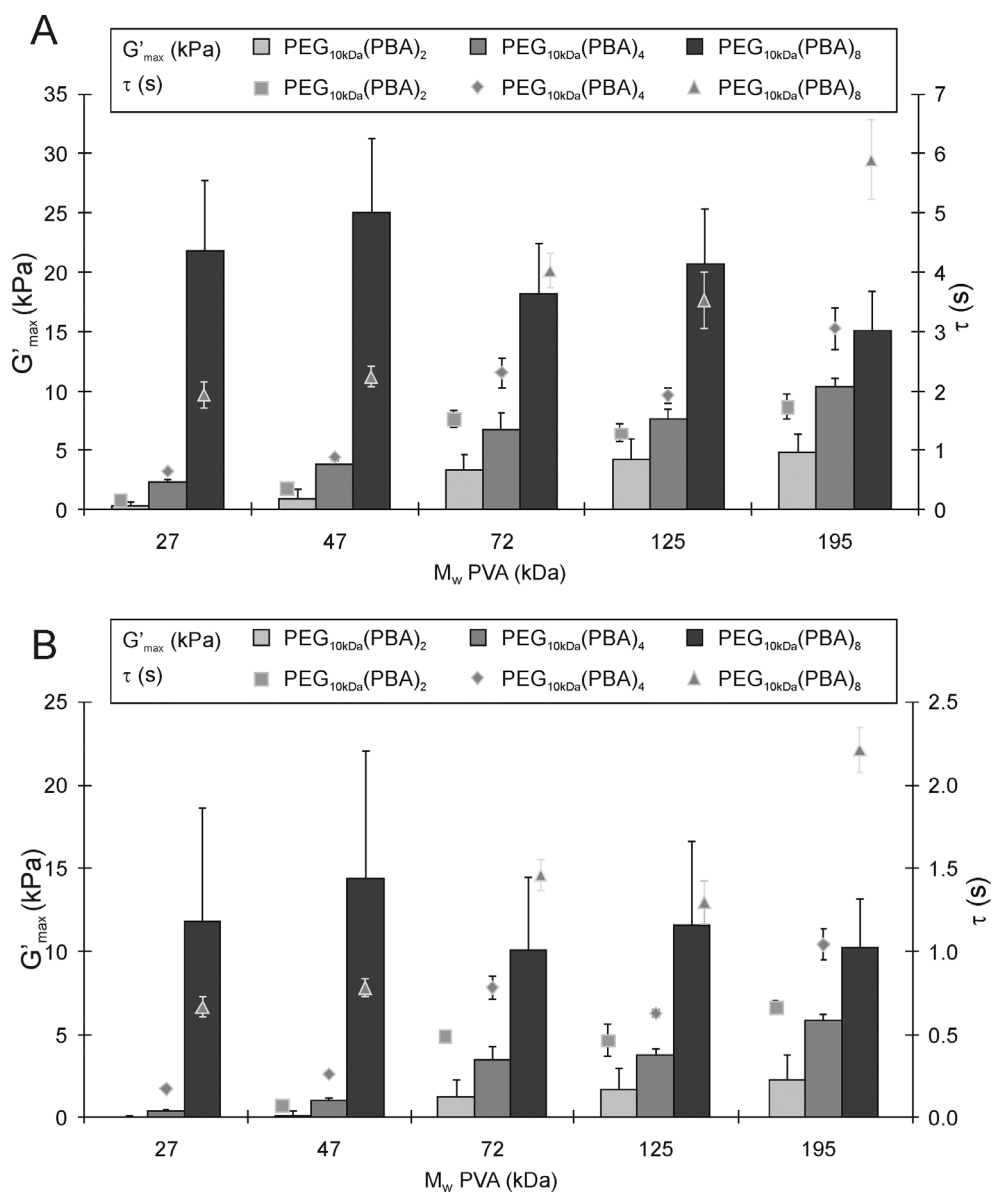 A
G'max (kPa) PEG10kDa(PBA)2 PEG10kDa(PBA)4 PEG10kDa(PBA)8
τ (s) PEG10kDa(PBA)2 PEG10kDa(PBA)4 PEG10kDa(PBA)8
35 7
30 6
25 5
20 4
15 3
10 2
5 1
0 0
G'max (kPa)
τ (s)
27 47 72 125 195
Mw PVA (kDa)
B
G'max (kPa) PEG10kDa(PBA)2 PEG10kDa(PBA)4 PEG10kDa(PBA)8
τ (s) PEG10kDa(PBA)2 PEG10kDa(PBA)4 PEG10kDa(PBA)8
25 2.5
20 2.0
15 1.5
10 1.0
5 0.5
0 0.0
G'max (kPa)
τ (s)
27 47 72 125 195
Mw PVA (kDa)